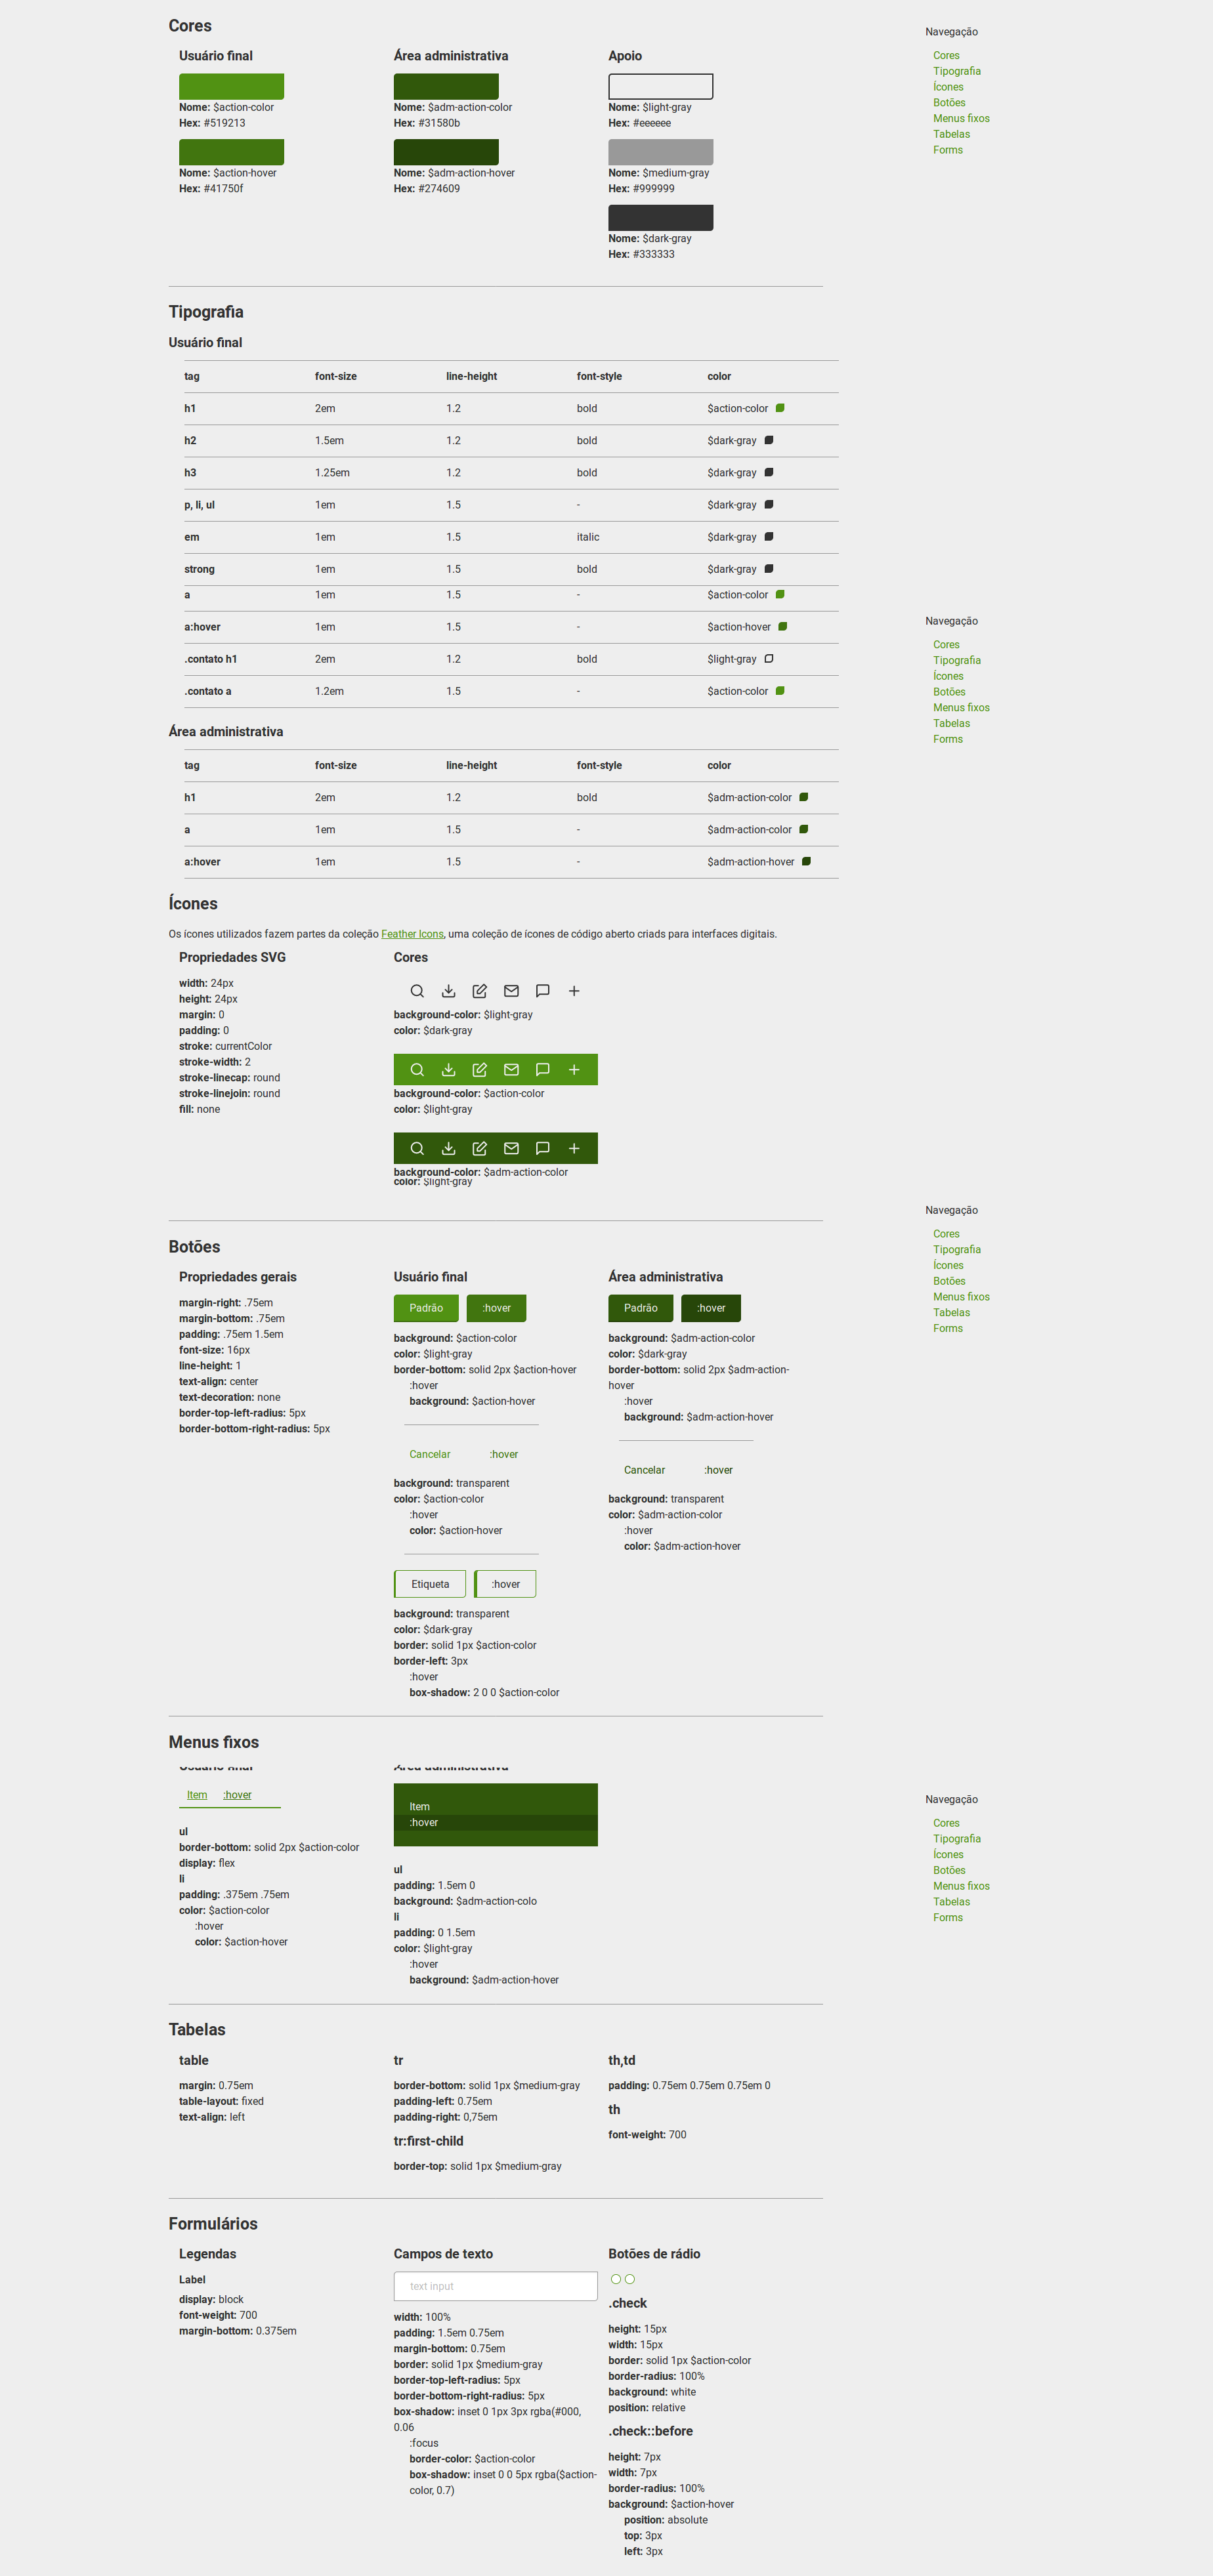 Cores
Usuário final
Nome: $action-color
Hex: #519213
Nome: $action-hover
Hex: #41750f
Área administrativa
Nome: $adm-action-color
Hex: #31580b
Nome: $adm-action-hover
Hex: #274609
Apoio
Nome: $light-gray
Hex: #eeeeee
Nome: $medium-gray
Hex: #999999
Nome: $dark-gray
Hex: #333333
Navegação
Cores
Tipografia
Ícones
Botões
Menus fixos
Tabelas
Forms
Tipografia
Usuário final
tag font-size line-height font-style color
h1 2em 1.2 bold $action-color
h2 1.5em 1.2 bold $dark-gray
h3 1.25em 1.2 bold $dark-gray
p, li, ul 1em 1.5 - $dark-gray
em 1em 1.5 italic $dark-gray
strong 1em 1.5 bold $dark-gray
a 1em 1.5 - $action-color
a:hover 1em 1.5 - $action-hover
.contato h1 2em 1.2 bold $light-gray
.contato a 1.2em 1.5 - $action-color
Navegação
Cores
Tipografia
Ícones
Botões
Menus fixos
Tabelas
Forms
Área administrativa
tag font-size line-height font-style color
h1 2em 1.2 bold $adm-action-color
a 1em 1.5 - $adm-action-color
a:hover 1em 1.5 - $adm-action-hover
Ícones
Os ícones utilizados fazem partes da coleção Feather Icons, uma coleção de ícones de código aberto criads para interfaces digitais.
Propriedades SVG
width: 24px
height: 24px
margin: 0
padding: 0
stroke: currentColor
stroke-width: 2
stroke-linecap: round
stroke-linejoin: round
fill: none
Cores
background-color: $light-gray
color: $dark-gray
background-color: $action-color
color: $light-gray
background-color: $adm-action-color
color: $light-gray
Navegação
Cores
Tipografia
Ícones
Botões
Menus fixos
Tabelas
Forms
Botões
Propriedades gerais
margin-right: .75em
margin-bottom: .75em
padding: .75em 1.5em
font-size: 16px
line-height: 1
text-align: center
text-decoration: none
border-top-left-radius: 5px
border-bottom-right-radius: 5px
Usuário final
Padrão :hover
background: $action-color
color: $light-gray
border-bottom: solid 2px $action-hover
:hover
background: $action-hover
Cancelar :hover
background: transparent
color: $action-color
:hover
color: $action-hover
Etiqueta :hover
background: transparent
color: $dark-gray
border: solid 1px $action-color
border-left: 3px
:hover
box-shadow: 2 0 0 $action-color
Área administrativa
Padrão :hover
background: $adm-action-color
color: $dark-gray
border-bottom: solid 2px $adm-action-
hover
:hover
background: $adm-action-hover
Cancelar :hover
background: transparent
color: $adm-action-color
:hover
color: $adm-action-hover
Menus fixos
Usuário final
Item :hover
ul
border-bottom: solid 2px $action-color
display: flex
li
padding: .375em .75em
color: $action-color
:hover
color: $action-hover
Área administrativa
Item
:hover
ul
padding: 1.5em 0
background: $adm-action-colo
li
padding: 0 1.5em
color: $light-gray
:hover
background: $adm-action-hover
Navegação
Cores
Tipografia
Ícones
Botões
Menus fixos
Tabelas
Forms
Tabelas
table
margin: 0.75em
table-layout: fixed
text-align: left
tr
border-bottom: solid 1px $medium-gray
padding-left: 0.75em
padding-right: 0,75em
tr:first-child
border-top: solid 1px $medium-gray
th,td
padding: 0.75em 0.75em 0.75em 0
th
font-weight: 700
Formulários
Legendas
Label
display: block
font-weight: 700
margin-bottom: 0.375em
Campos de texto
text input
width: 100%
padding: 1.5em 0.75em
margin-bottom: 0.75em
border: solid 1px $medium-gray
border-top-left-radius: 5px
border-bottom-right-radius: 5px
box-shadow: inset 0 1px 3px rgba(#000,
0.06
:focus
border-color: $action-color
box-shadow: inset 0 0 5px rgba($action-
color, 0.7)
Botões de rádio
.check
height: 15px
width: 15px
border: solid 1px $action-color
border-radius: 100%
background: white
position: relative
.check::before
height: 7px
width: 7px
border-radius: 100%
background: $action-hover
position: absolute
top: 3px
left: 3px